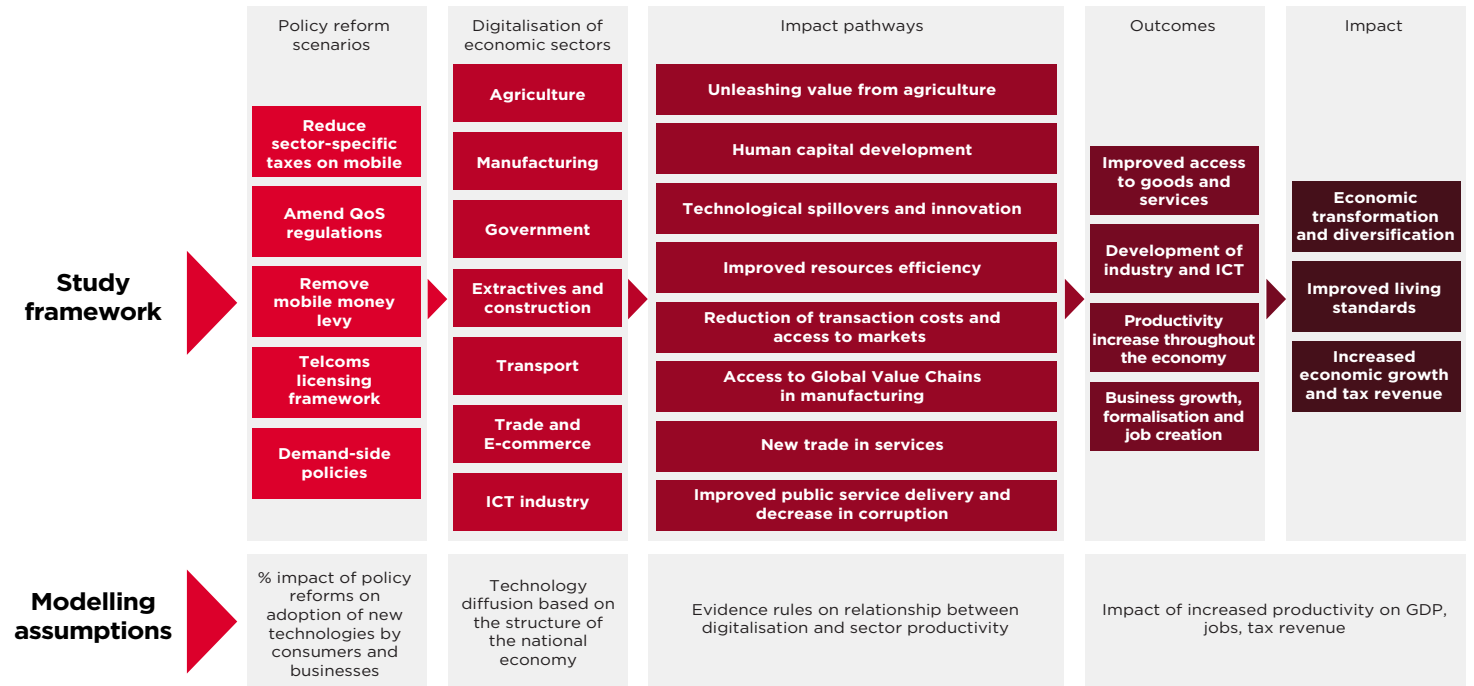 Policy reform
scenarios
Digitalisation of
economic sectors
Impact pathways
Outcomes
Impact
Study
framework
Reduce
sector-specific
taxes on mobile
Amend QoS
regulations
Remove
mobile money
levy
Telcoms
licensing
framework
Demand-side
policies
Agriculture
Manufacturing
Government
Extractives and
construction
Transport
Trade and
E-commerce
ICT industry
Unleashing value from agriculture
Human capital development
Technological spillovers and innovation
Improved resources efficiency
Reduction of transaction costs and
access to markets
Access to Global Value Chains
in manufacturing
New trade in services
Improved public service delivery and
decrease in corruption
Improved access
to goods and
services
Development of
industry and ICT
Productivity
increase throughout
the economy
Business growth,
formalisation and
job creation
Economic
transformation
and diversification
Improved living
standards
Increased
economic growth
and tax revenue
Modelling
assumptions
% impact of policy
reforms on
adoption of new
technologies by
consumers and
businesses
Technology
diffusion based on
the structure of
the national
economy
Evidence rules on relationship between
digitalisation and sector productivity
Impact of increased productivity on GDP,
jobs, tax revenue